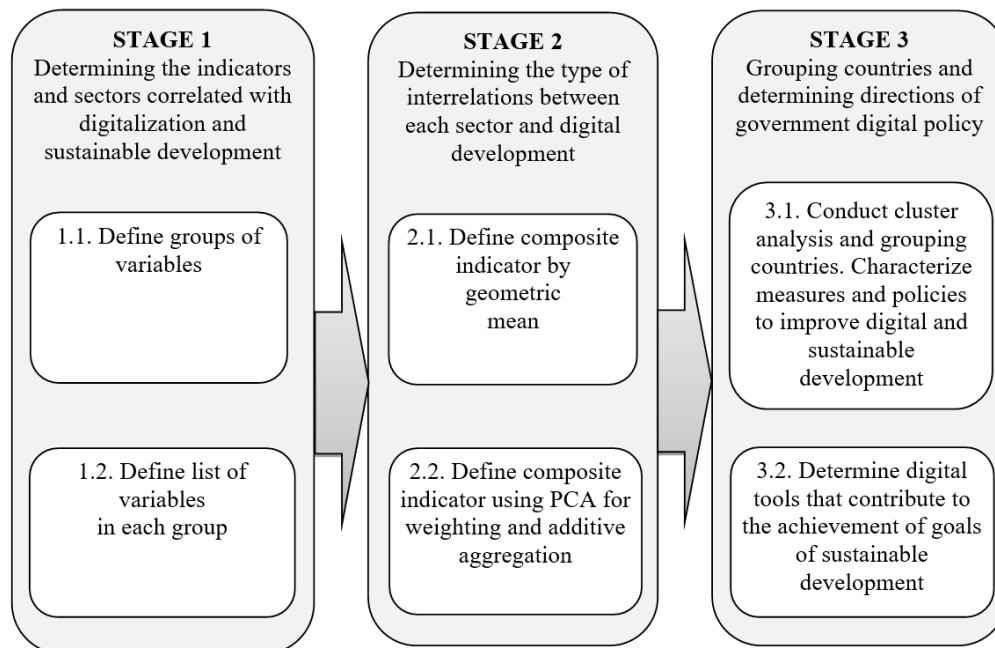 STAGE 1
Determining the indicators
and sectors correlated with
digitalization and
sustainable development
1.1. Define groups of
variables
1.2. Define list of
variables
in each group
STAGE 2
Determining the type of
interrelations between
each sector and digital
development
2.1. Define composite
indicator by
geometric
mean
2.2. Define composite
indicator using PCA for
weighting and additive
aggregation
STAGE 3
Grouping countries and
determining directions of
government digital policy
3.1. Conduct cluster
analysis and grouping
countries. Characterize
measures and policies
to improve digital and
sustainable
development
3.2. Determine digital
tools that contribute to
the achievement of goals
of sustainable
development